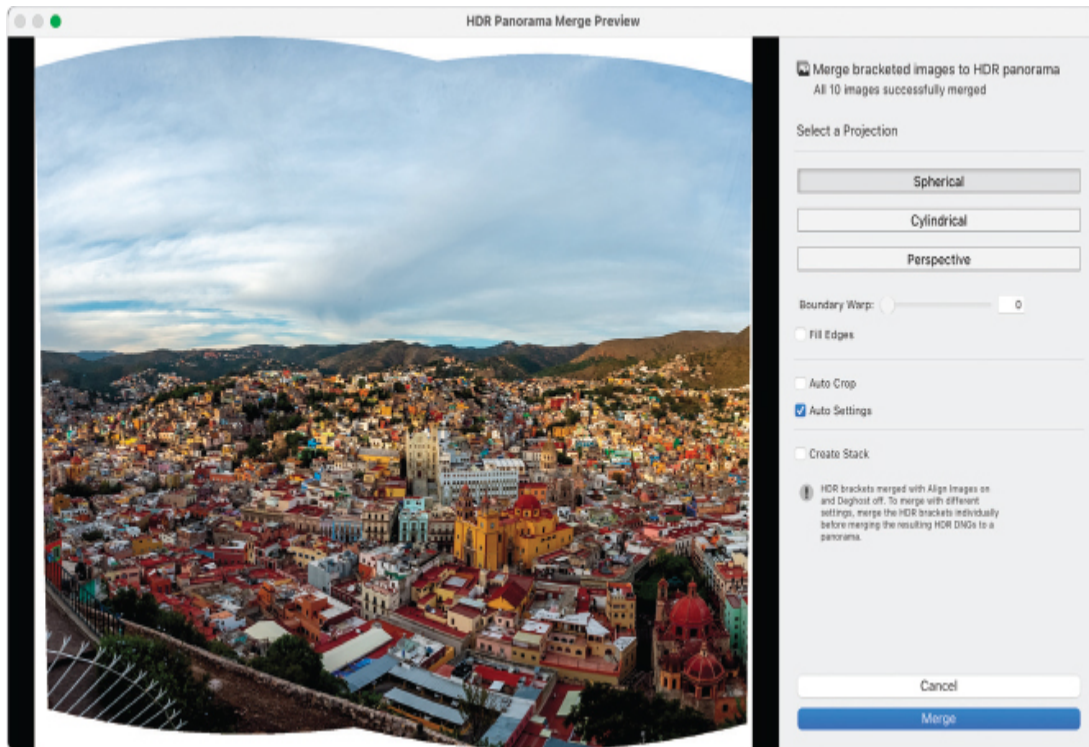 HDR Panorama Merge Preview
Merge bracketed images to HDR panorama
All 10 images successfully merged
Select a Projection
Spherical
Cylindrical
Perspective
Boundary Warp: 0
Fill Edges
Auto Crop
Auto Settings
Create Stack
HDR brackets merged with Align Images on
and Deghost off. To merge with different
settings, merge the HDR brackets individually
before merging the resulting HDR DNGs to a
panorama.
Cancel
Merge